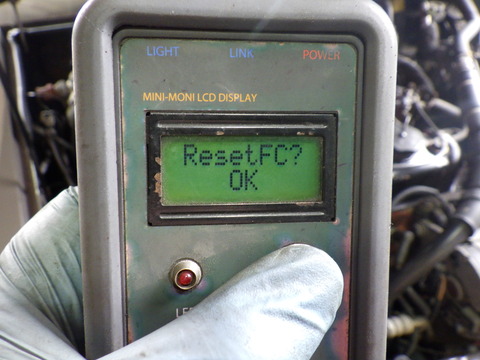 LIGHT LINK POWER
MINI-MONI LCD DISPLAY
ResetFC?
OK